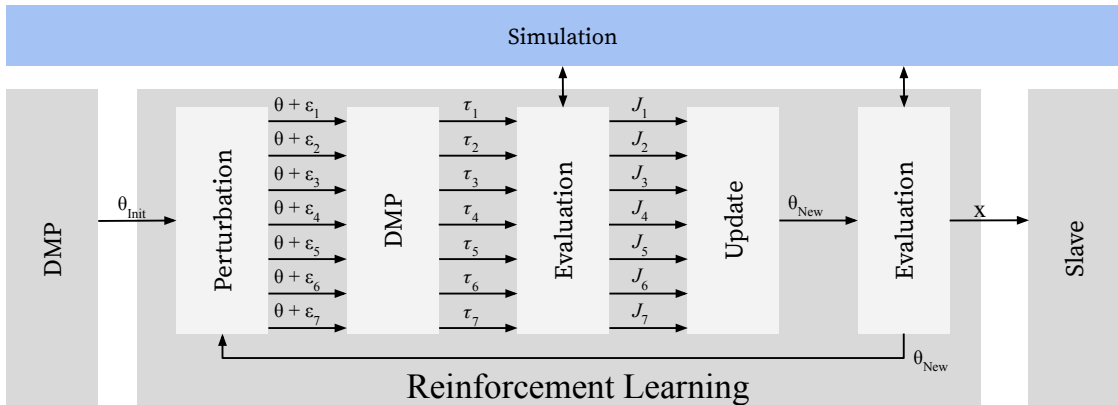 Simulation
DMP
θInit
Perturbation
θ + ε1
θ + ε2
θ + ε3
θ + ε4
θ + ε5
θ + ε6
θ + ε7
DMP
τ1
τ2
τ3
τ4
τ5
τ6
τ7
Evaluation
J1
J2
J3
J4
J5
J6
J7
Update
θNew
Evaluation
x
Slave
θNew
Reinforcement Learning